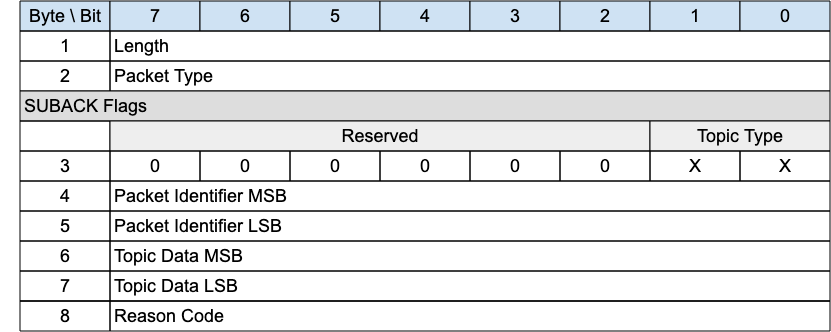 Byte \ Bit 7 6 5 4 3 2 1 0
1 Length
2 Packet Type
SUBACK Flags
Reserved Topic Type
3 0 0 0 0 0 0 X X
4 Packet Identifier MSB
5 Packet Identifier LSB
6 Topic Data MSB
7 Topic Data LSB
8 Reason Code